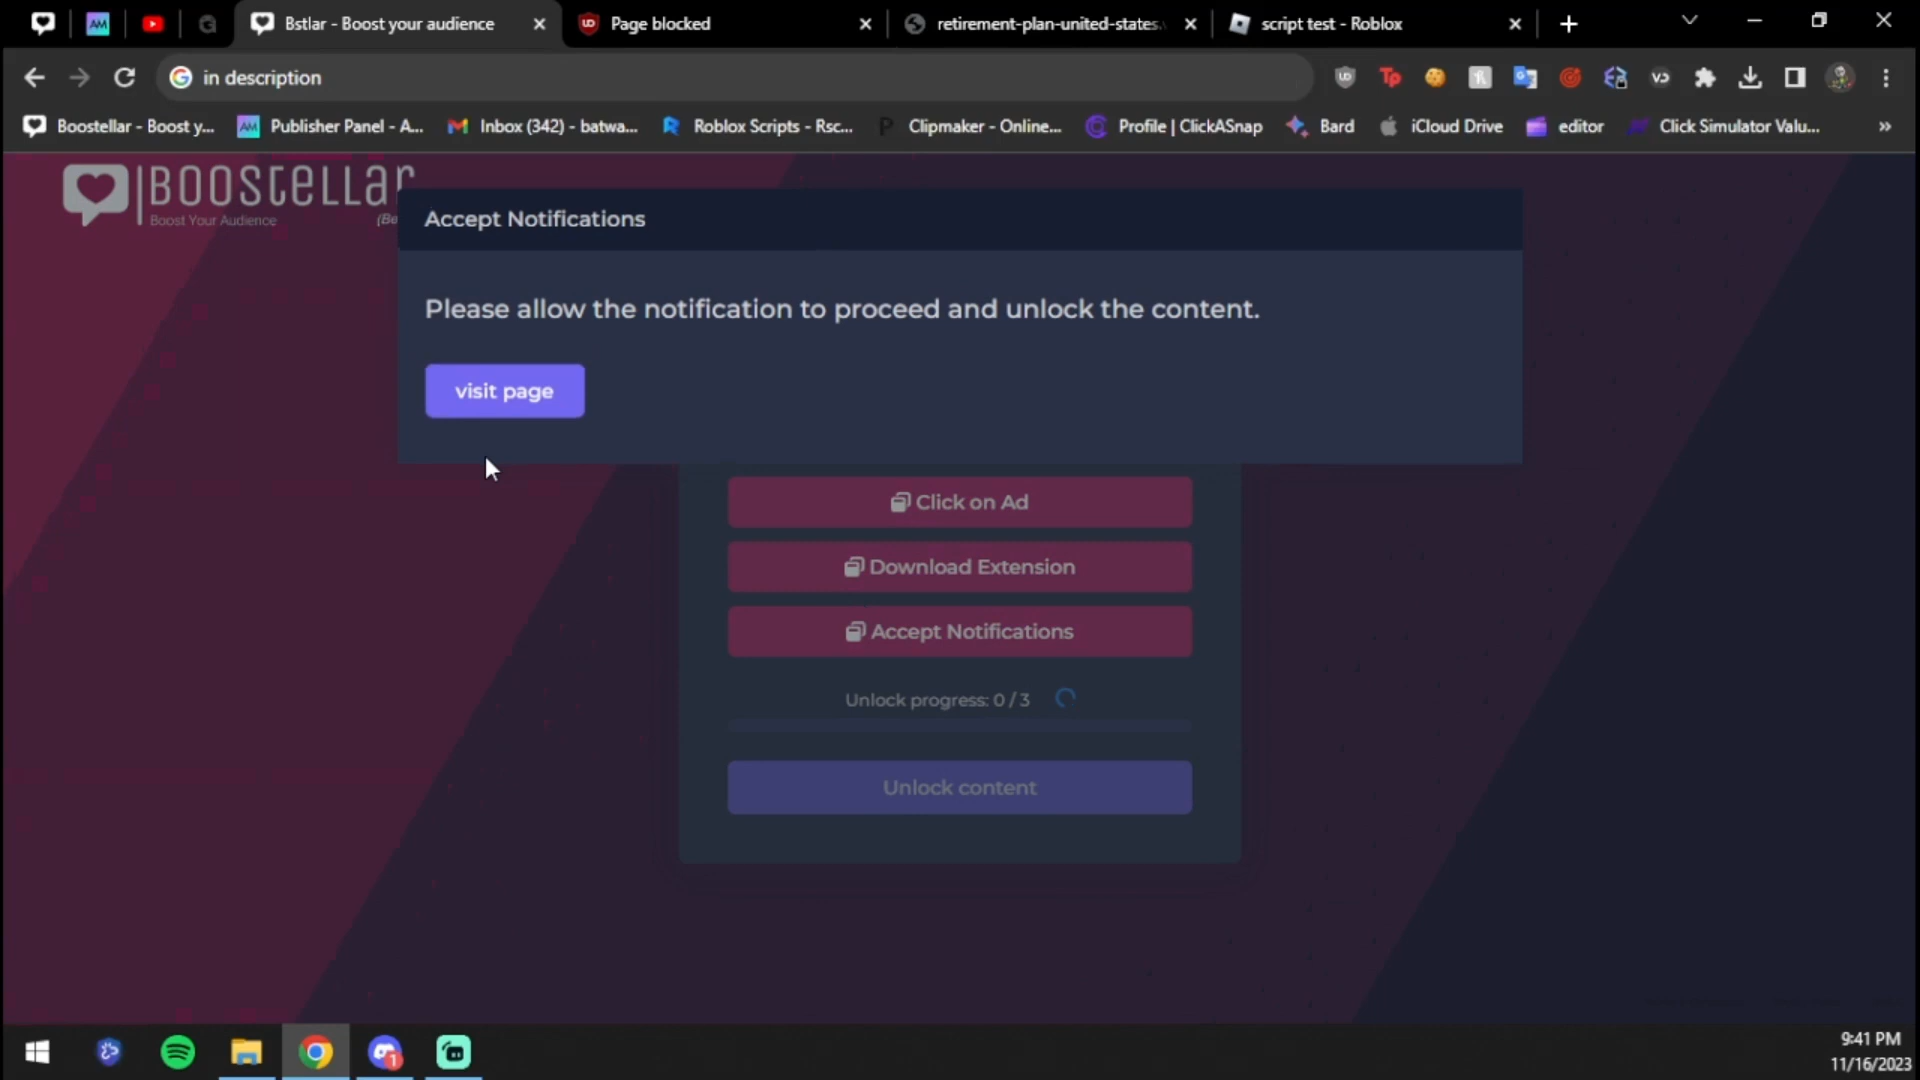 Bstlar - Boost your audience
Page blocked
retirement-plan-united-states.
script test - Roblox
in description
Boostellar - Boost y...
Publisher Panel - A...
Inbox (342) - batwa...
Roblox Scripts - Rsc...
Clipmaker - Online...
Profile | ClickASnap
Bard
iCloud Drive
editor
Click Simulator Valu...
BOOSTELLAR
Boost Your Audience
(Be
Accept Notifications
Please allow the notification to proceed and unlock the content.
visit page
Click on Ad
Download Extension
Accept Notifications
Unlock progress: 0 / 3
Unlock content
9:41 PM
11/16/2023